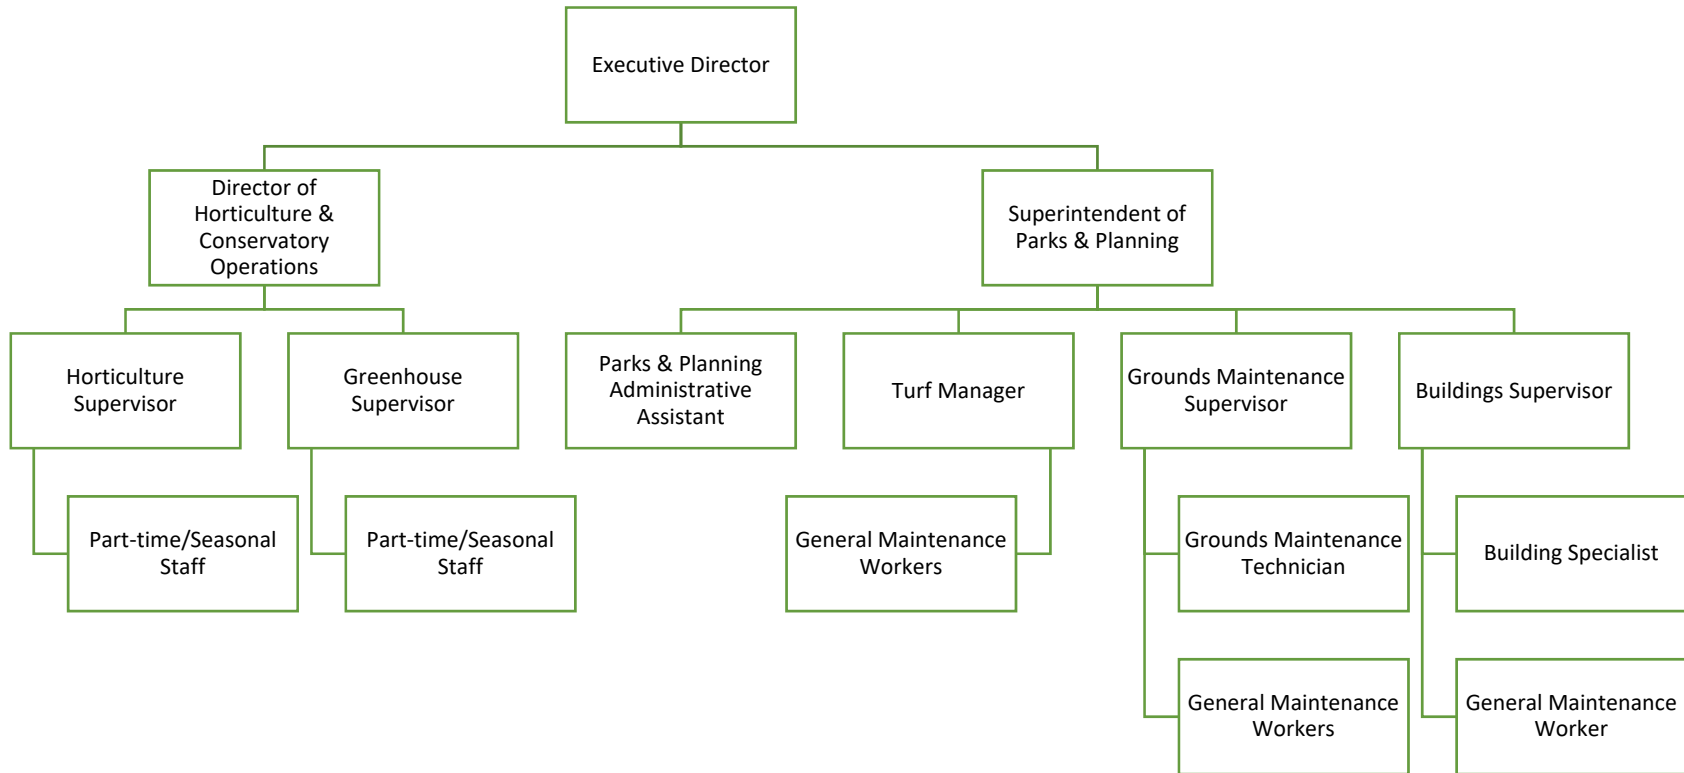 Executive Director
Director of
Horticulture &
Conservatory
Operations
Superintendent of
Parks & Planning
Horticulture
Supervisor
Greenhouse
Supervisor
Parks & Planning
Administrative
Assistant
Turf Manager
Grounds Maintenance
Supervisor
Buildings Supervisor
Part-time/Seasonal
Staff
Part-time/Seasonal
Staff
General Maintenance
Workers
Grounds Maintenance
Technician
Building Specialist
General Maintenance
Workers
General Maintenance
Worker